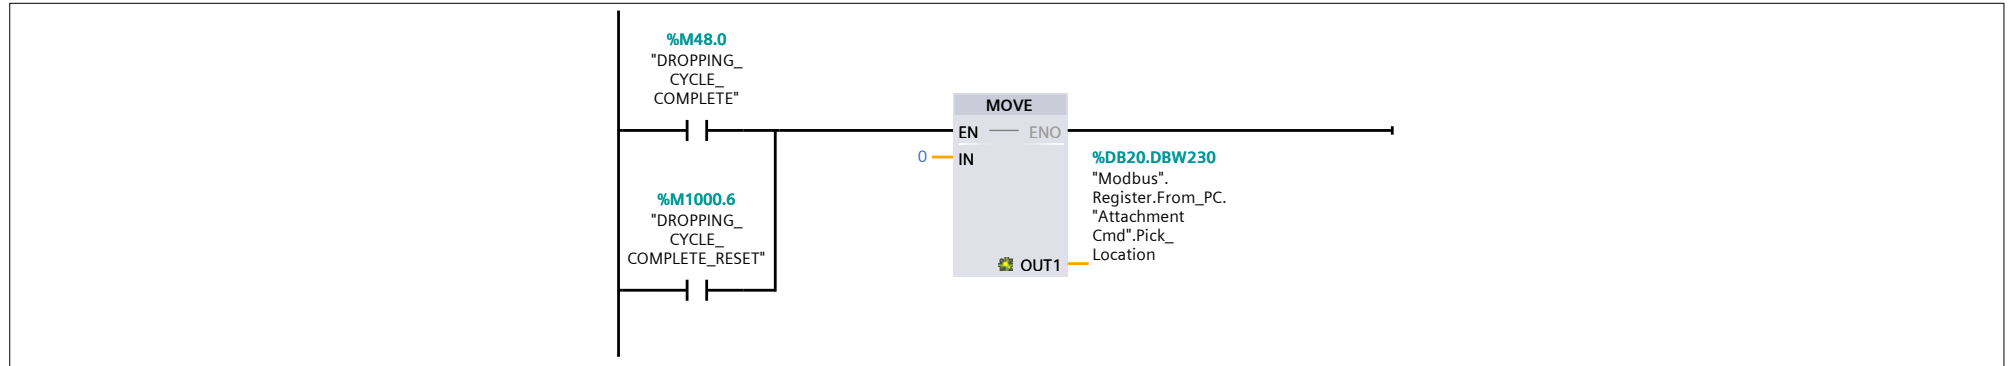 %M48.0
"DROPPING_
CYCLE_
COMPLETE"
MOVE
EN
ENO
0
IN
%DB20.DBW230
"Modbus".
Register.From_PC.
"Attachment
Cmd".Pick_
Location
OUT1
%M1000.6
"DROPPING_
CYCLE_
COMPLETE_RESET"